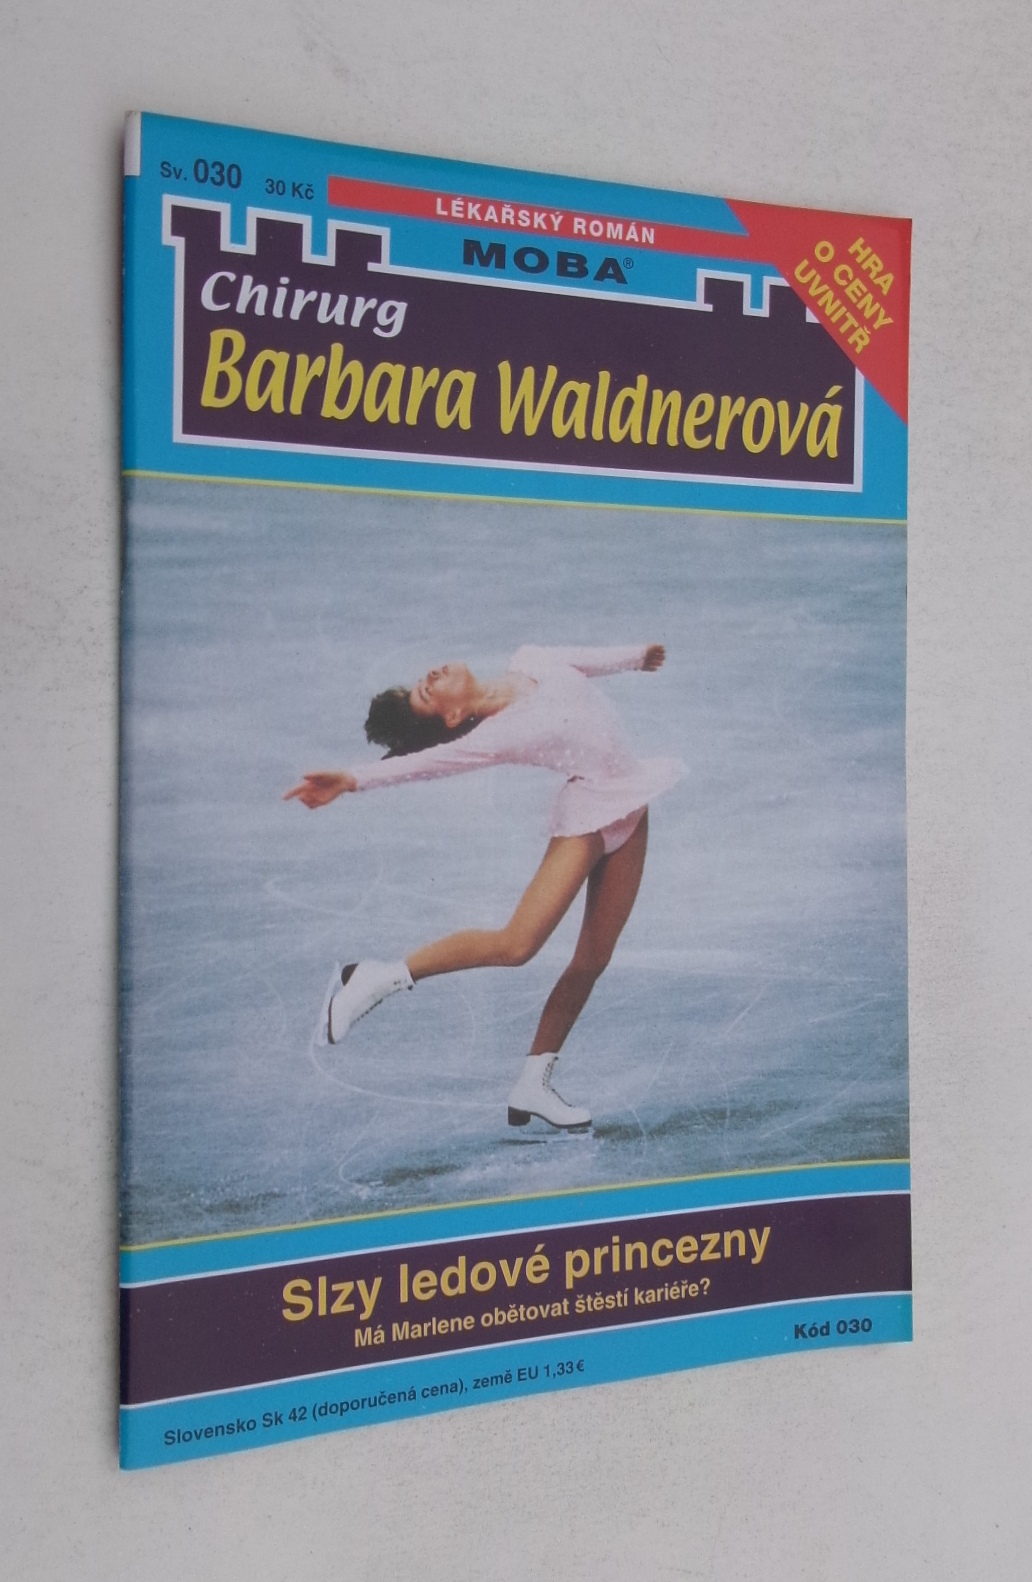 Sv. 030 30 Kč
LÉKAŘSKÝ ROMÁN
MOBA®
HRA
O CENY
UVNITŘ
Chirurg
Barbara Waldnerová
Slzy ledové princezny
Má Marlene obětovat štěstí kariéře?
Kód 030
Slovensko Sk 42 (doporučená cena), země EU 1,33 €